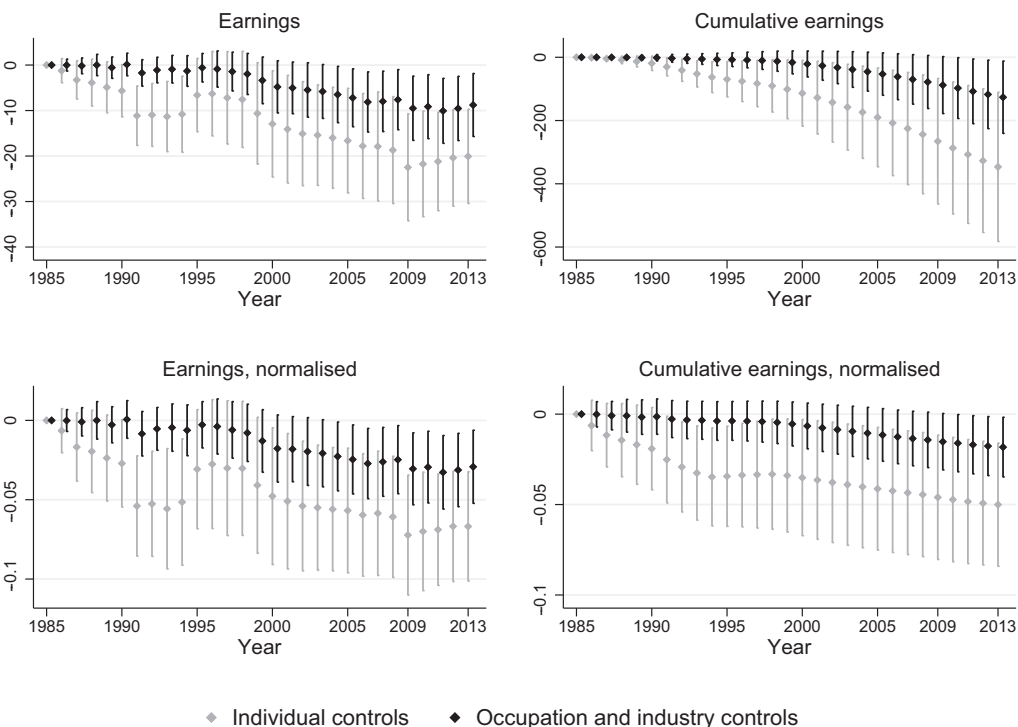 Earnings
0
-10
-20
-30
-40
1985 1990 1995 2000 2005 2009 2013
Year
Cumulative earnings
0
-200
-400
-600
1985 1990 1995 2000 2005 2009 2013
Year
Earnings, normalised
0
-0.05
-0.1
1985 1990 1995 2000 2005 2009 2013
Year
Cumulative earnings, normalised
0
-0.05
-0.1
1985 1990 1995 2000 2005 2009 2013
Year
Individual controls Occupation and industry controls